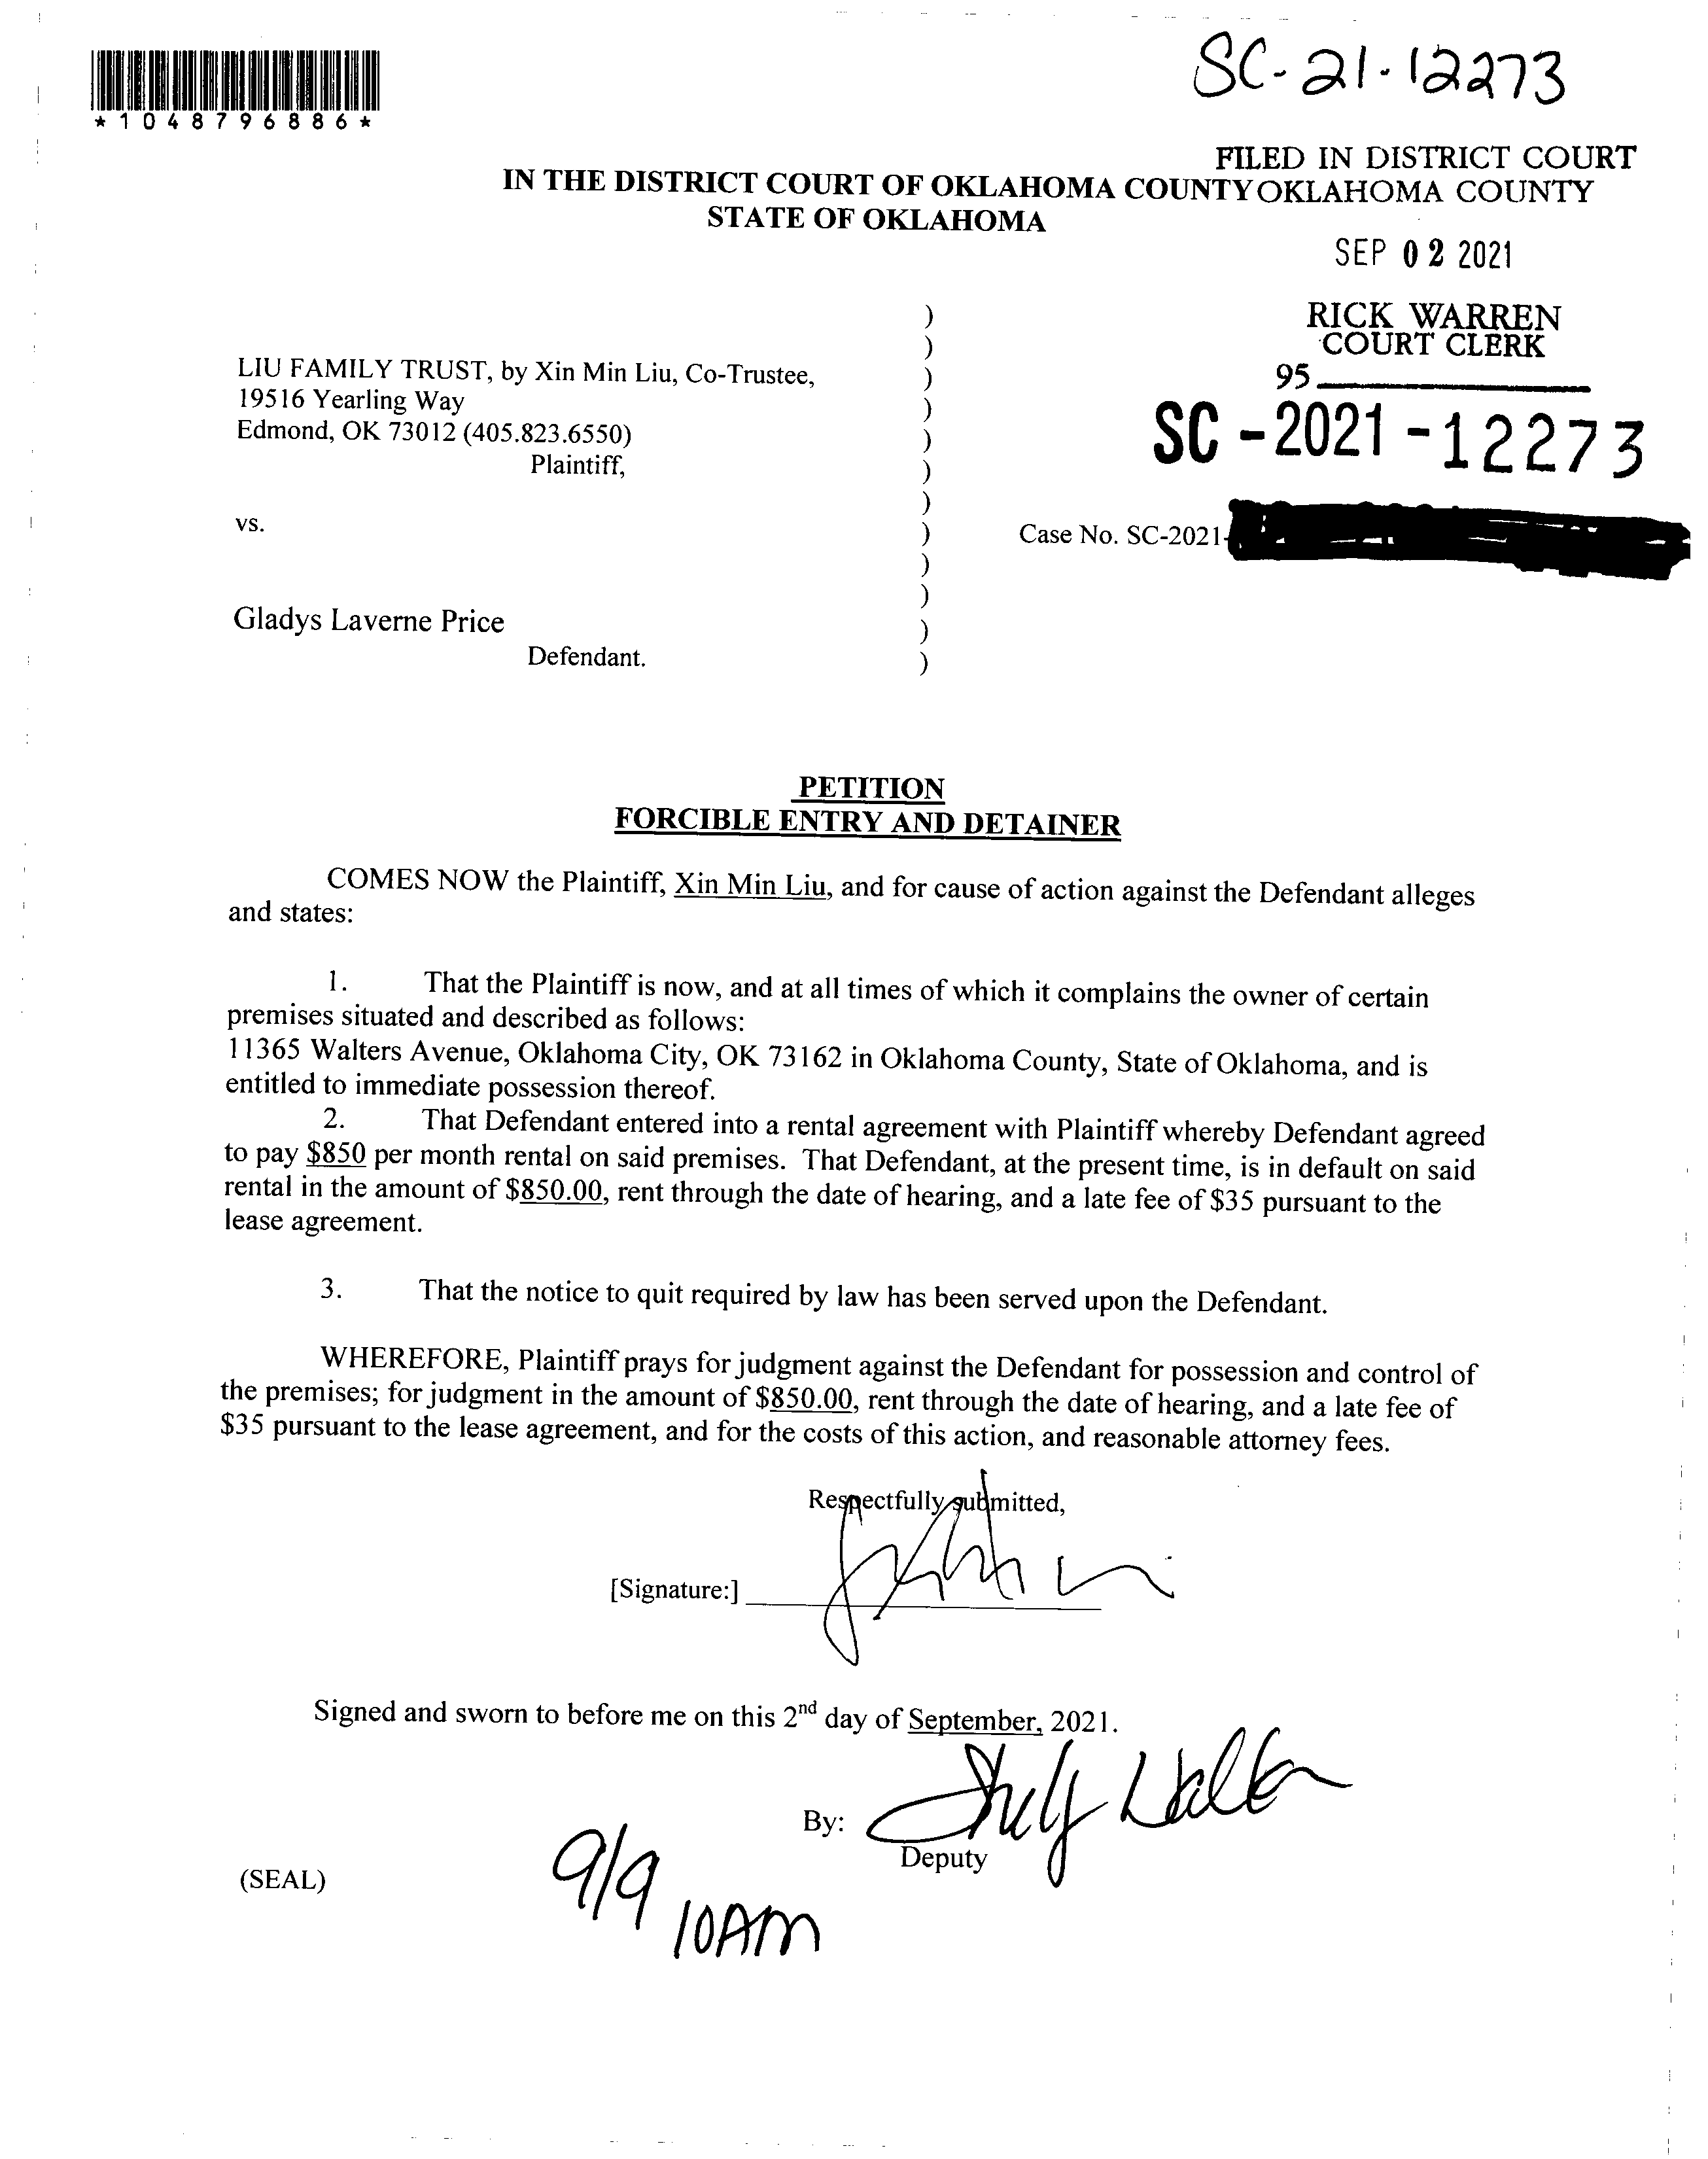 SC-21-12273
*1048796886*
FILED IN DISTRICT COURT
OKLAHOMA COUNTY
IN THE DISTRICT COURT OF OKLAHOMA COUNTY
STATE OF OKLAHOMA
SEP 02 2021
RICK WARREN
COURT CLERK
95
SC-2021-12273
LIU FAMILY TRUST, by Xin Min Liu, Co-Trustee, )
19516 Yearling Way )
Edmond, OK 73012 (405.823.6550) )
Plaintiff, )
vs. )
Case No. SC-2021-
Gladys Laverne Price )
Defendant. )
PETITION
FORCIBLE ENTRY AND DETAINER
COMES NOW the Plaintiff, Xin Min Liu, and for cause of action against the Defendant alleges
and states:
1. That the Plaintiff is now, and at all times of which it complains the owner of certain
premises situated and described as follows:
11365 Walters Avenue, Oklahoma City, OK 73162 in Oklahoma County, State of Oklahoma, and is
entitled to immediate possession thereof.
2. That Defendant entered into a rental agreement with Plaintiff whereby Defendant agreed
to pay $850 per month rental on said premises. That Defendant, at the present time, is in default on said
rental in the amount of $850.00, rent through the date of hearing, and a late fee of $35 pursuant to the
lease agreement.
3. That the notice to quit required by law has been served upon the Defendant.
WHEREFORE, Plaintiff prays for judgment against the Defendant for possession and control of
the premises; for judgment in the amount of $850.00, rent through the date of hearing, and a late fee of
$35 pursuant to the lease agreement, and for the costs of this action, and reasonable attorney fees.
Respectfully submitted,
[Signature:]
Signed and sworn to before me on this 2nd day of September, 2021.
By:
Deputy
(SEAL)
9/9 10AM